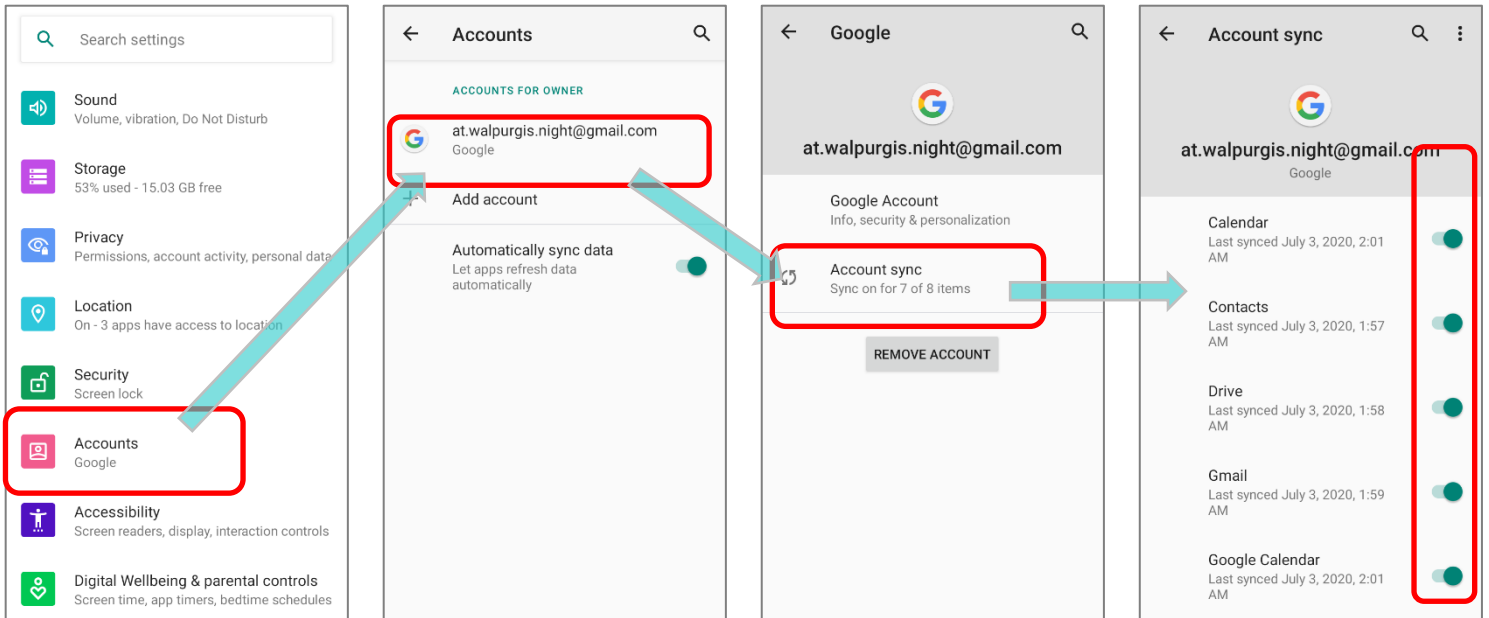 Search settings
Sound
Volume, vibration, Do Not Disturb
Storage
53% used - 15.03 GB free
Privacy
Permissions, account activity, personal data
Location
On - 3 apps have access to location
Security
Screen lock
Accounts
Google
Accessibility
Screen readers, display, interaction controls
Digital Wellbeing & parental controls
Screen time, app timers, bedtime schedules
Accounts
ACCOUNTS FOR OWNER
at.walpurgis.night@gmail.com
Google
Add account
Automatically sync data
Let apps refresh data
automatically
Google
at.walpurgis.night@gmail.com
Google Account
Info, security & personalization
Account sync
Sync on for 7 of 8 items
REMOVE ACCOUNT
Account sync
at.walpurgis.night@gmail.com
Google
Calendar
Last synced July 3, 2020, 2:01
AM
Contacts
Last synced July 3, 2020, 1:57
AM
Drive
Last synced July 3, 2020, 1:58
AM
Gmail
Last synced July 3, 2020, 1:59
AM
Google Calendar
Last synced July 3, 2020, 2:01
AM